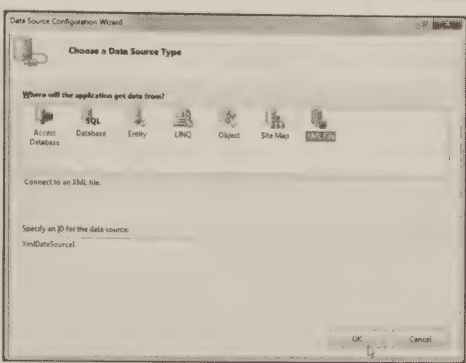 Data Source Configuration Wizard
Choose a Data Source Type
Where will the application get data from?
SQL
Access Database
Database
Entity
LINQ
Object
Site Map
XML File
Connect to an XML file.
Specify an ID for the data source:
XmlDataSource1
OK
Cancel